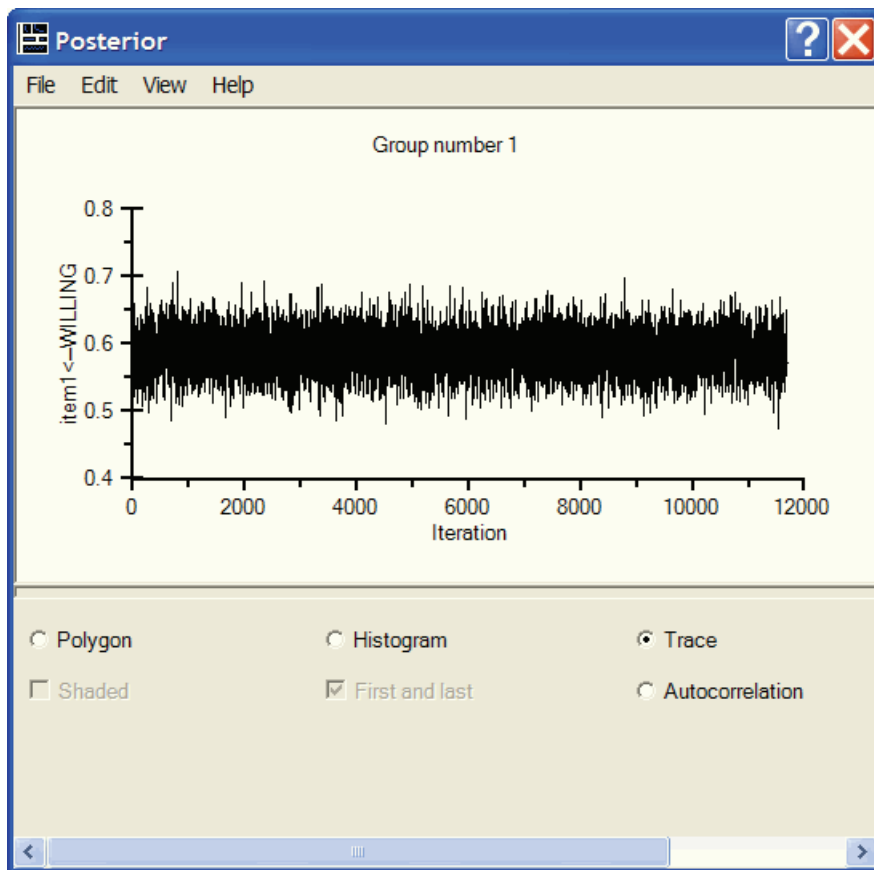 Posterior
File Edit View Help
Group number 1
0.8
0.7
0.6
0.5
0.4
item1<--WILLING
0 2000 4000 6000 8000 10000 12000
Iteration
Polygon Histogram Trace
Shaded First and last Autocorrelation